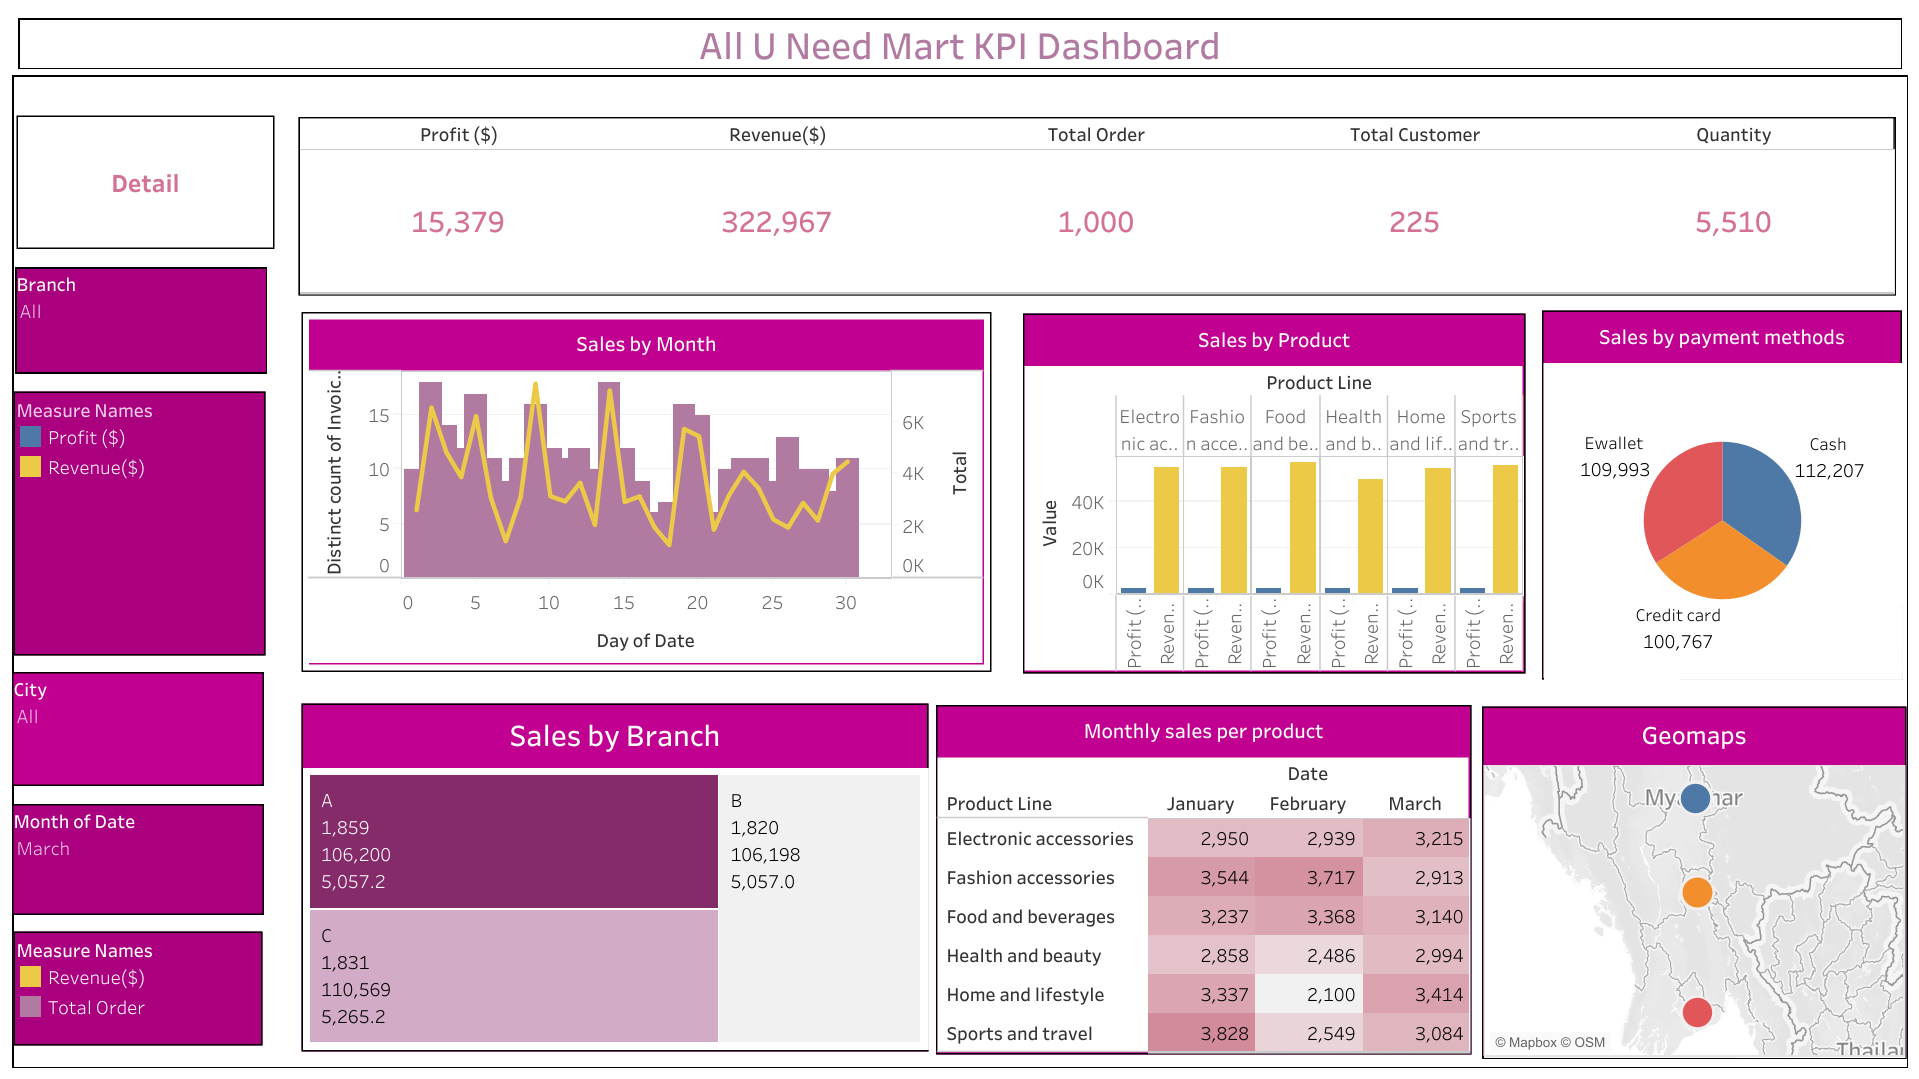 All U Need Mart KPI Dashboard
Detail
Profit ($) Revenue($) Total Order Total Customer Quantity
15,379 322,967 1,000 225 5,510
Branch
All
Measure Names
Profit ($)
Revenue($)
City
All
Month of Date
March
Measure Names
Revenue($)
Total Order
Sales by Month
Distinct count of Invoic..
15
10
5
0
6K
4K
2K
0K
Total
0 5 10 15 20 25 30
Day of Date
Sales by Product
Product Line
Electro Fashio Food Health Home Sports
nic ac.. n acce.. and be.. and b.. and lif.. and tr..
Value
40K
20K
0K
Profit (.. Reven.. Profit (.. Reven.. Profit (.. Reven.. Profit (.. Reven.. Profit (.. Reven.. Profit (.. Reven..
Sales by payment methods
Ewallet
109,993
Cash
112,207
Credit card
100,767
Sales by Branch
A
1,859
106,200
5,057.2
B
1,820
106,198
5,057.0
C
1,831
110,569
5,265.2
Monthly sales per product
Date
Product Line January February March
Electronic accessories 2,950 2,939 3,215
Fashion accessories 3,544 3,717 2,913
Food and beverages 3,237 3,368 3,140
Health and beauty 2,858 2,486 2,994
Home and lifestyle 3,337 2,100 3,414
Sports and travel 3,828 2,549 3,084
Geomaps
© Mapbox © OSM